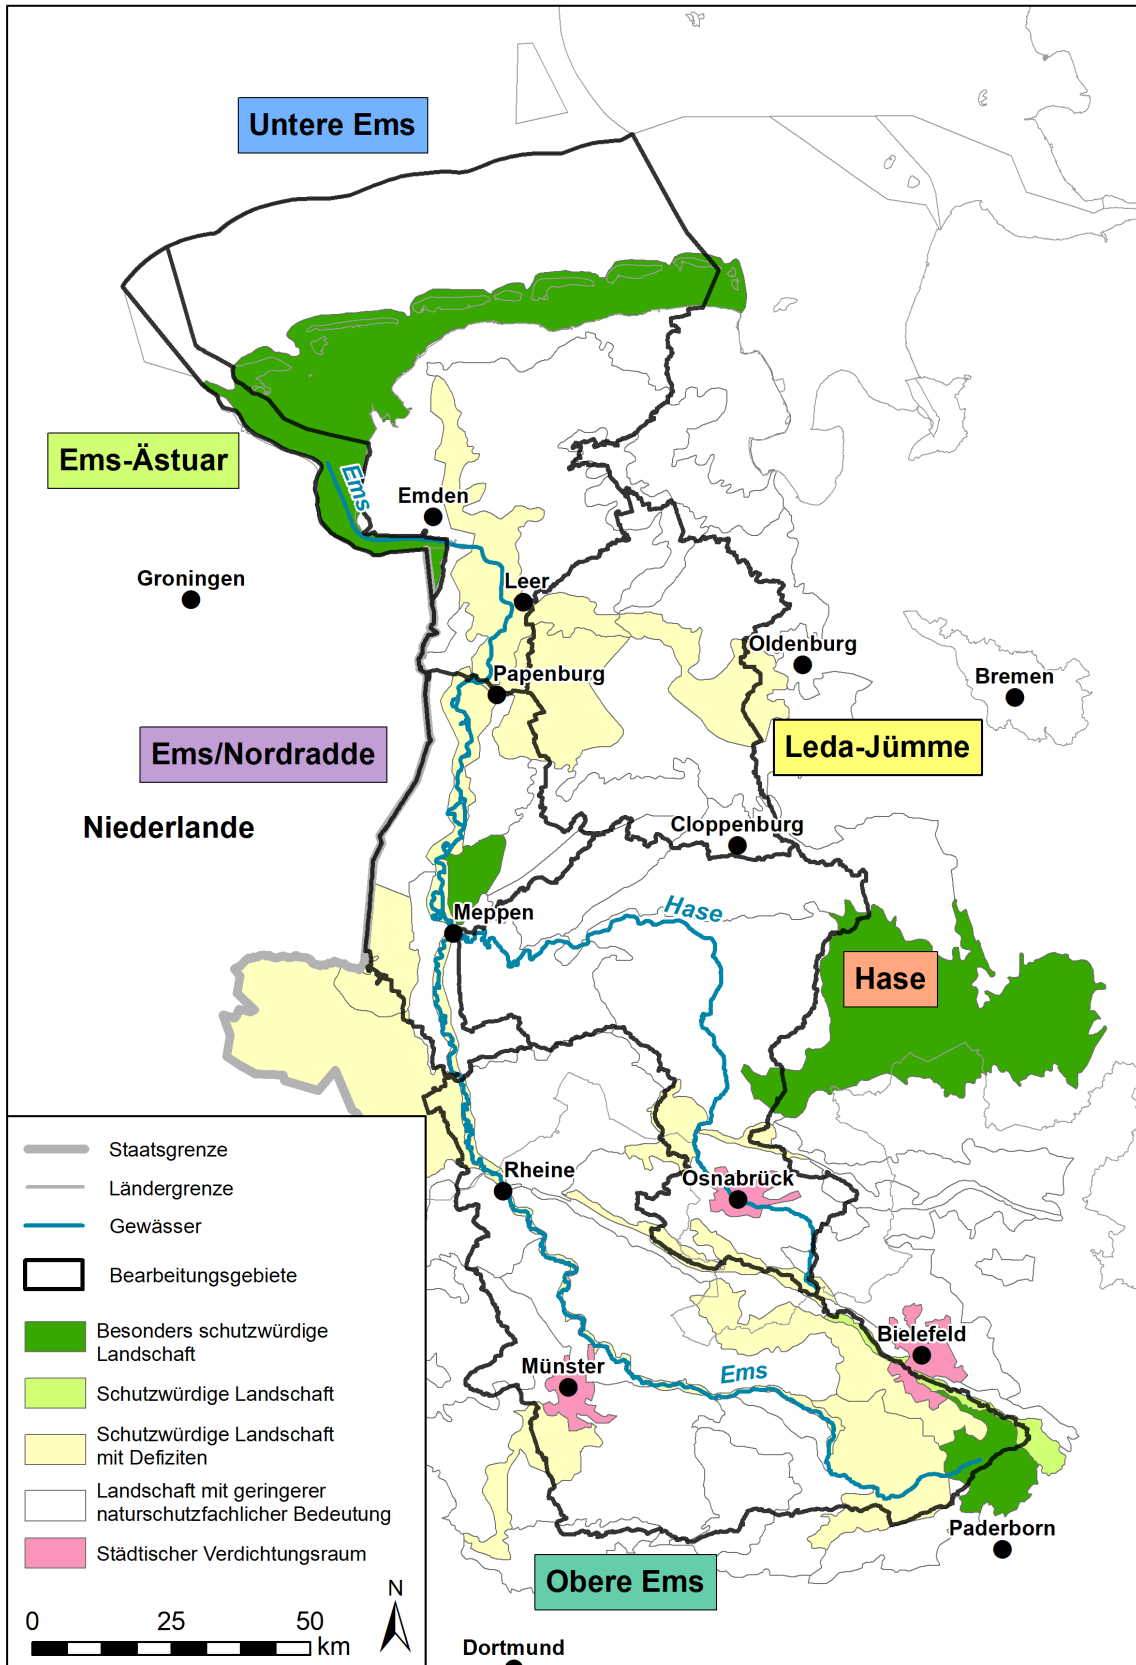 Untere Ems
Ems-Ästuar
Ems
Emden
Groningen
Leer
Oldenburg
Papenburg
Bremen
Ems/Nordradde
Leda-Jümme
Niederlande
Cloppenburg
Meppen
Hase
Hase
Staatsgrenze
Ländergrenze
Gewässer
Bearbeitungsgebiete
Besonders schutzwürdige
Landschaft
Schutzwürdige Landschaft
Schutzwürdige Landschaft
mit Defiziten
Landschaft mit geringerer
naturschutzfachlicher Bedeutung
Städtischer Verdichtungsraum
0 25 50
km
N
Rheine
Osnabrück
Bielefeld
Münster
Ems
Paderborn
Obere Ems
Dortmund